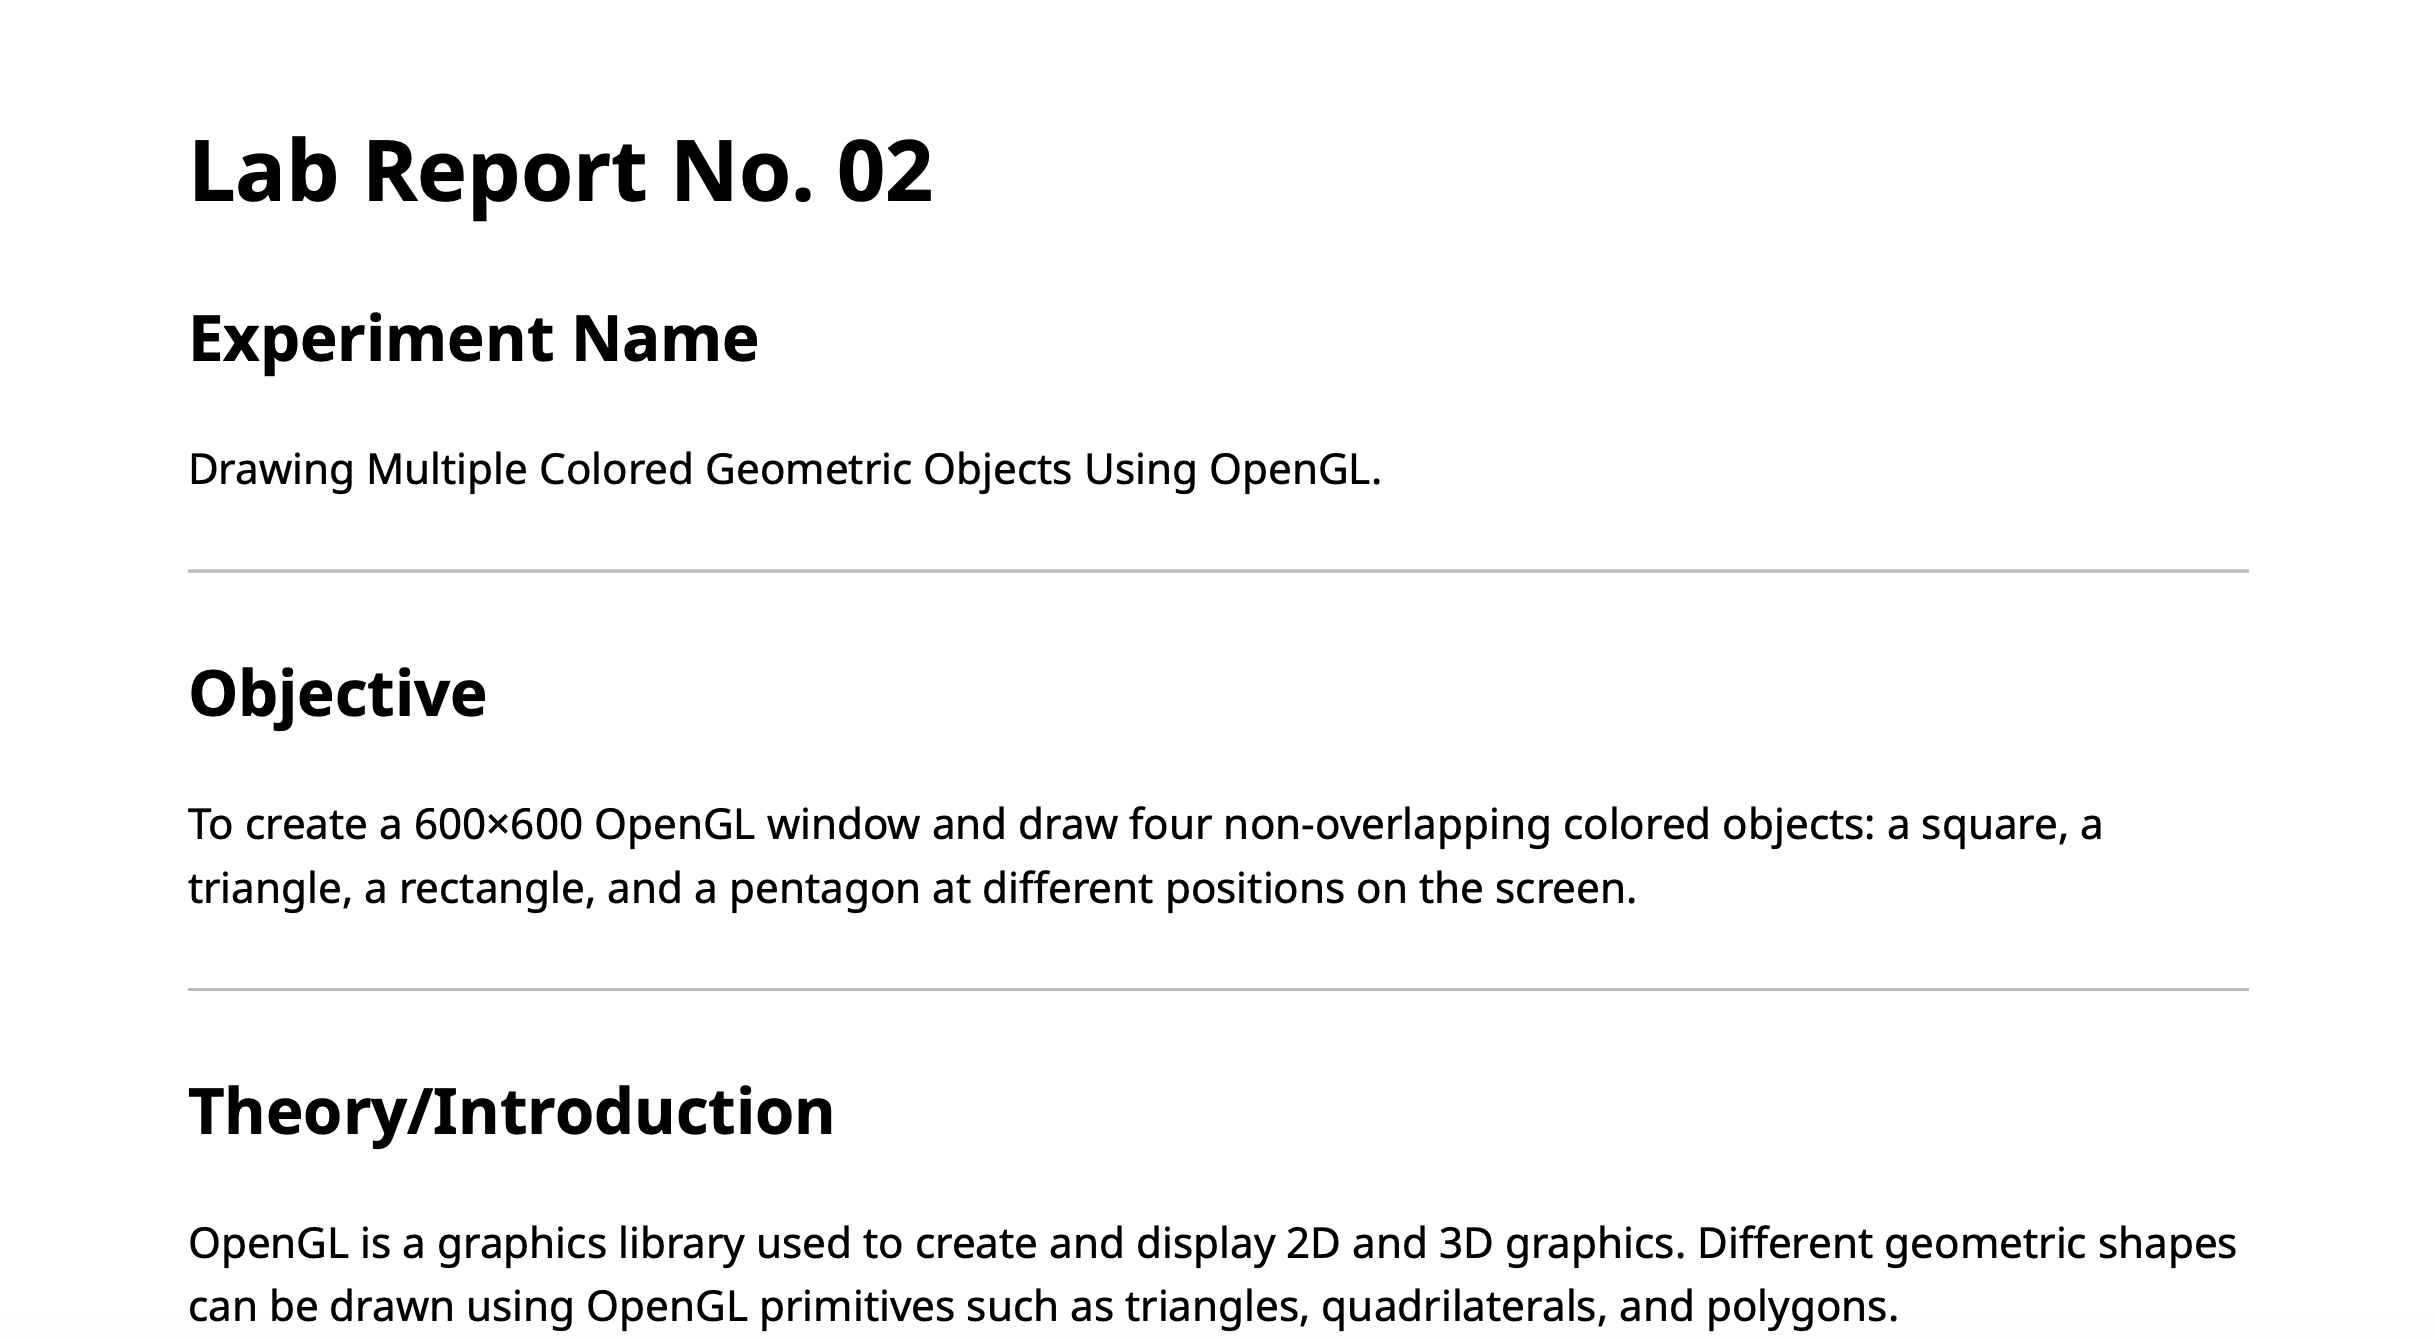 Lab Report No. 02
Experiment Name
Drawing Multiple Colored Geometric Objects Using OpenGL.
Objective
To create a 600×600 OpenGL window and draw four non-overlapping colored objects: a square, a
triangle, a rectangle, and a pentagon at different positions on the screen.
Theory/Introduction
OpenGL is a graphics library used to create and display 2D and 3D graphics. Different geometric shapes
can be drawn using OpenGL primitives such as triangles, quadrilaterals, and polygons.